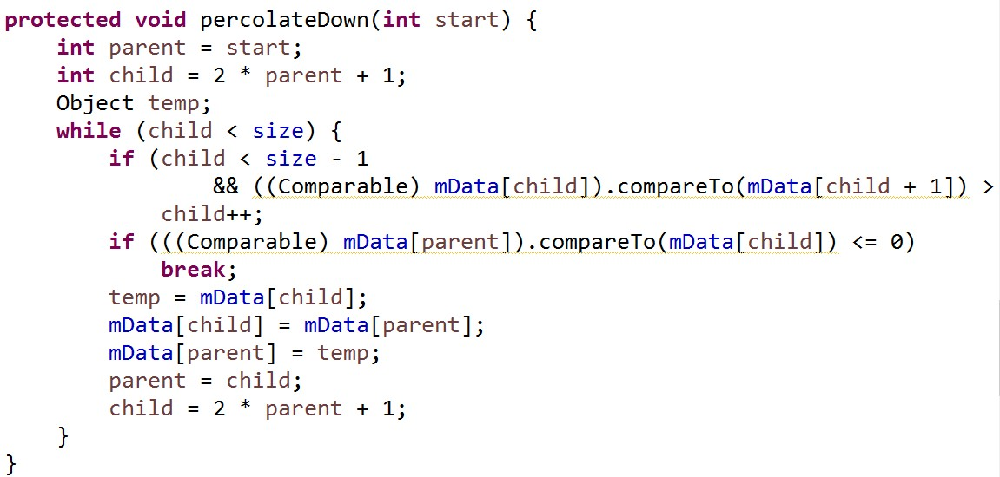 protected void percolateDown(int start) {
    int parent = start;
    int child = 2 * parent + 1;
    Object temp;
    while (child < size) {
        if (child < size - 1
                && ((Comparable) mData[child]).compareTo(mData[child + 1]) >
            child++;
        if (((Comparable) mData[parent]).compareTo(mData[child]) <= 0)
            break;
        temp = mData[child];
        mData[child] = mData[parent];
        mData[parent] = temp;
        parent = child;
        child = 2 * parent + 1;
    }
}